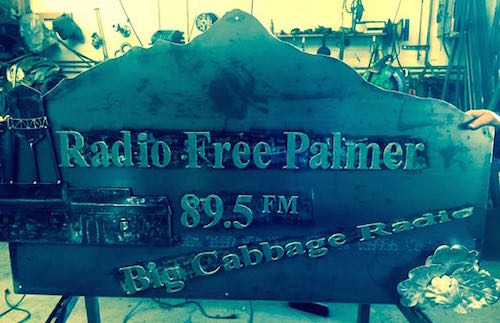 Radio Free Palmer
89.5 FM
Big Cabbage Radio